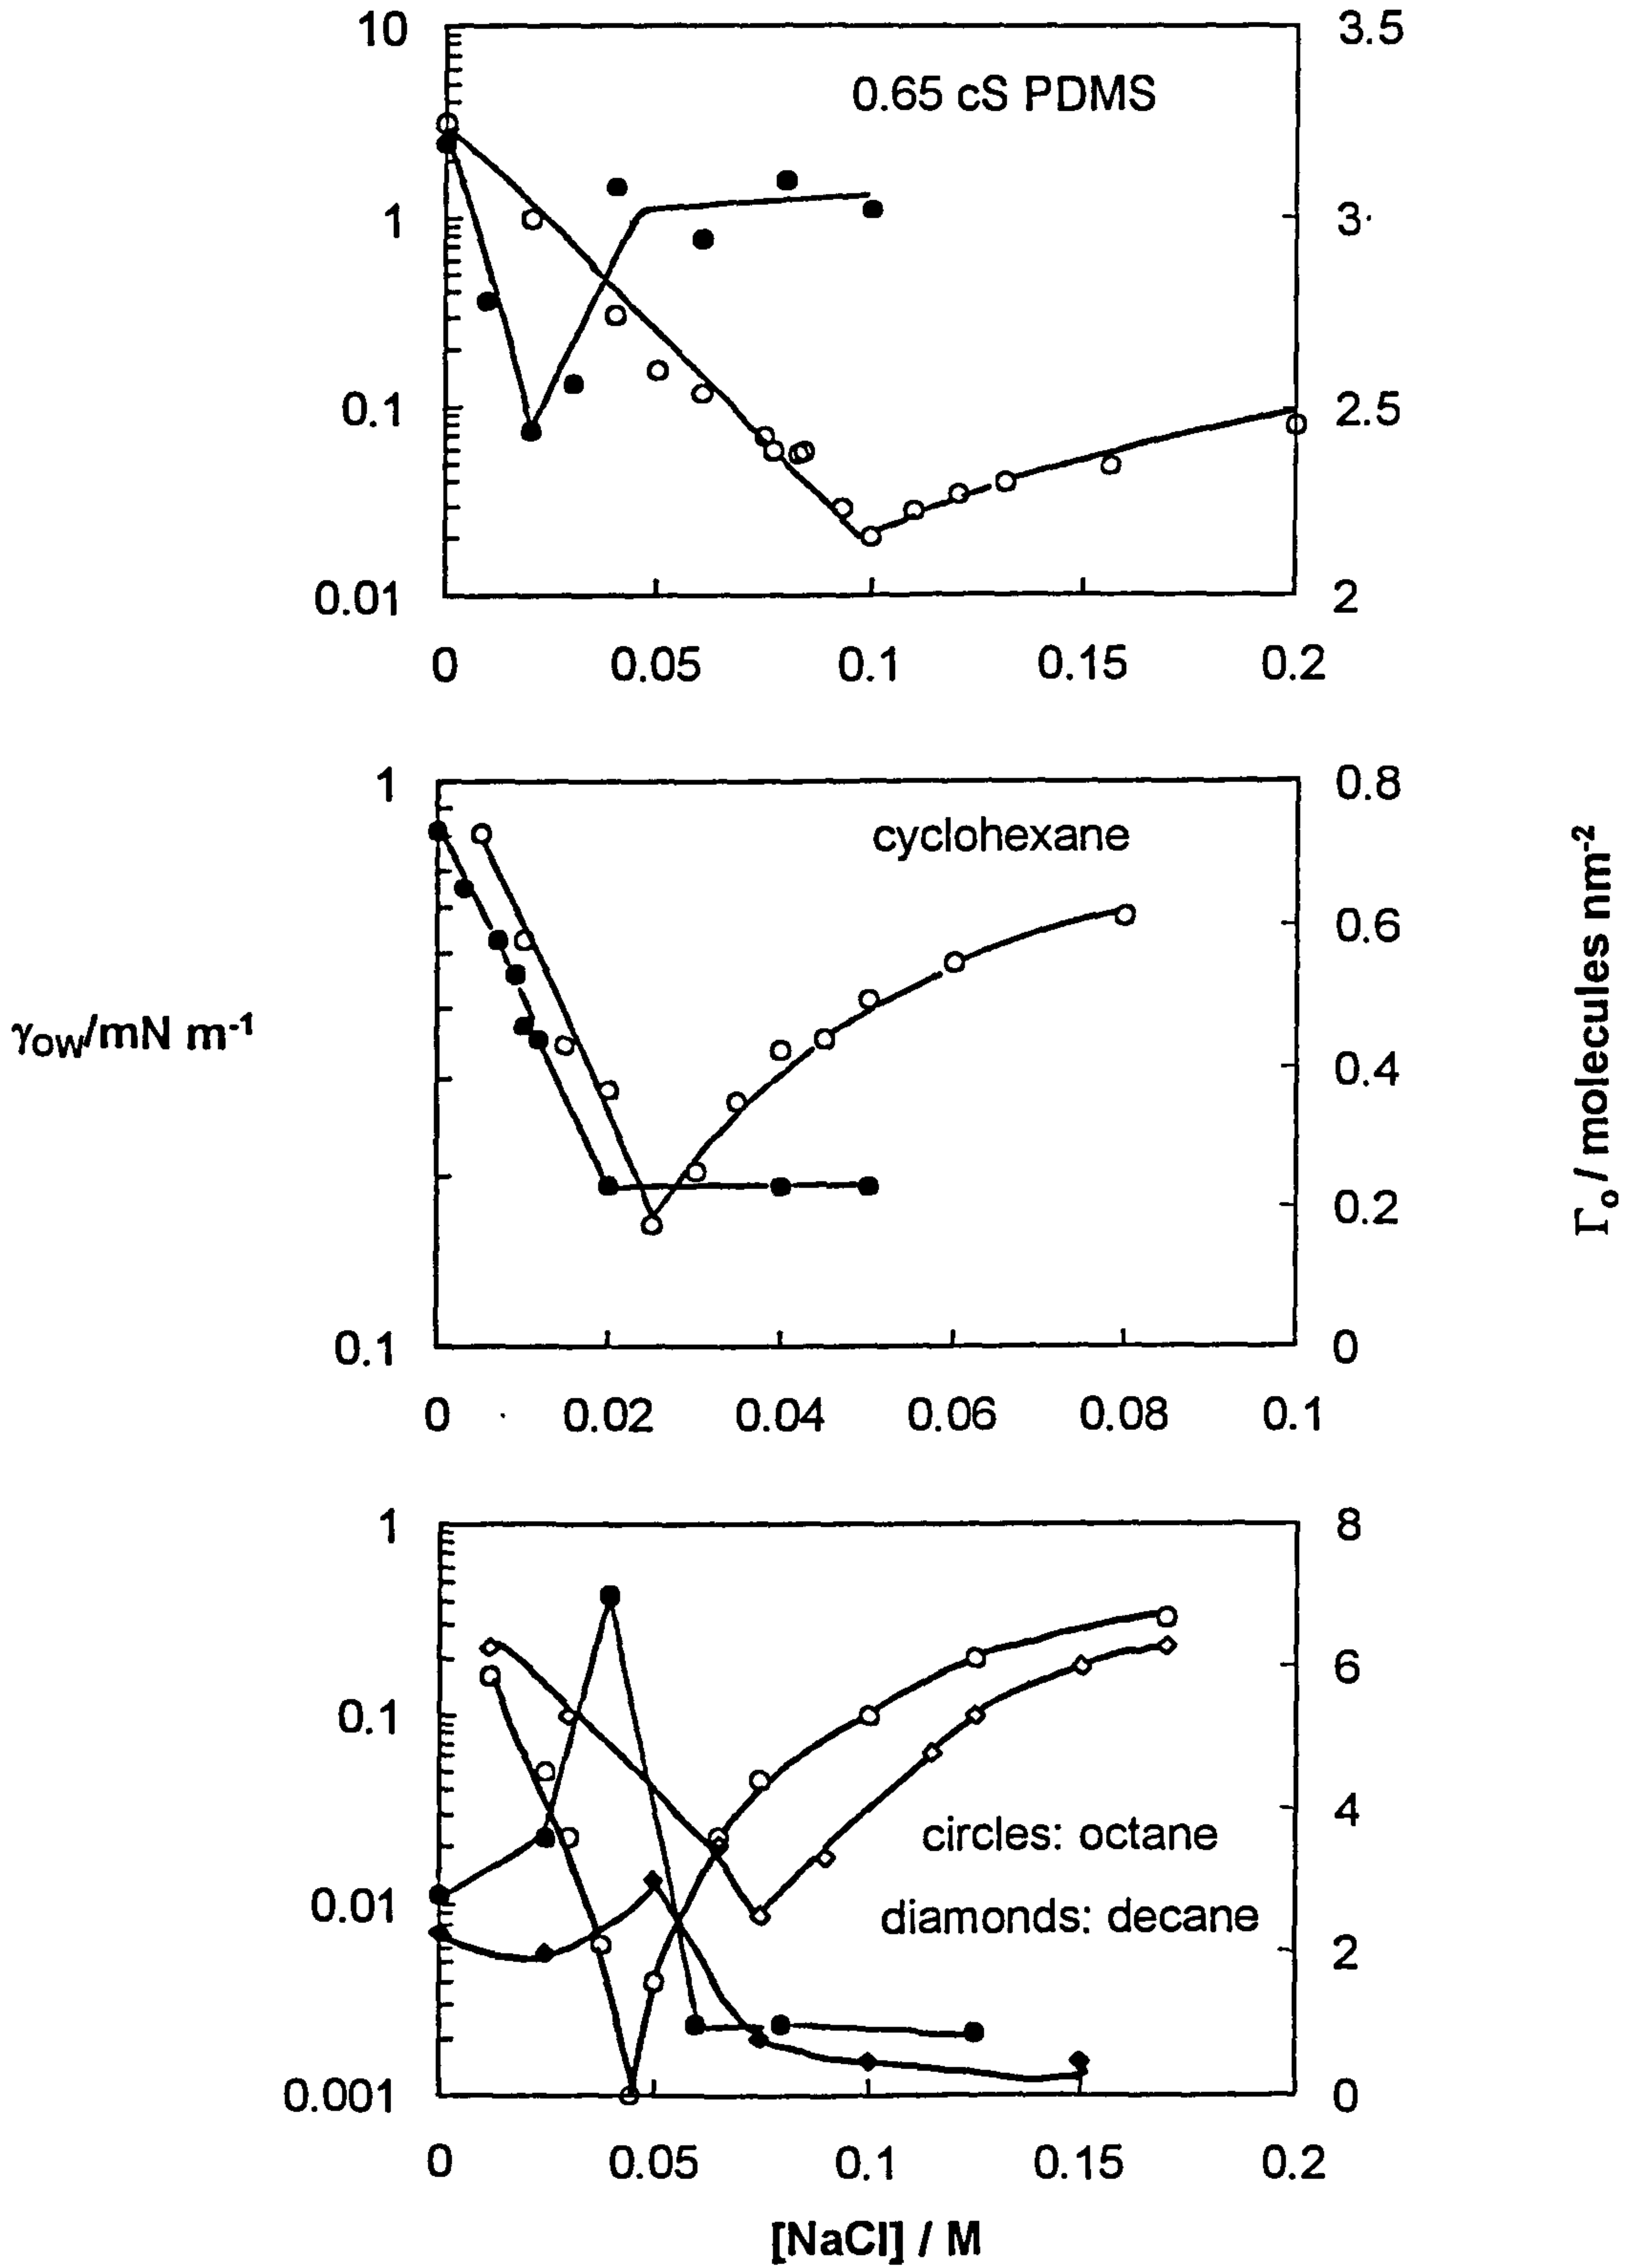 10
3.5
0.65 cS PDMS
1
3
0.1
2.5
0.01
2
0 0.05 0.1 0.15 0.2
1
0.8
cyclohexane
0.6
γOW/mN m-1
0.4
Γo / molecules nm-2
0.2
0.1
0
0 0.02 0.04 0.06 0.08 0.1
1
8
6
0.1
4
circles: octane
0.01
diamonds: decane
2
0.001
0
0 0.05 0.1 0.15 0.2
[NaCl] / M